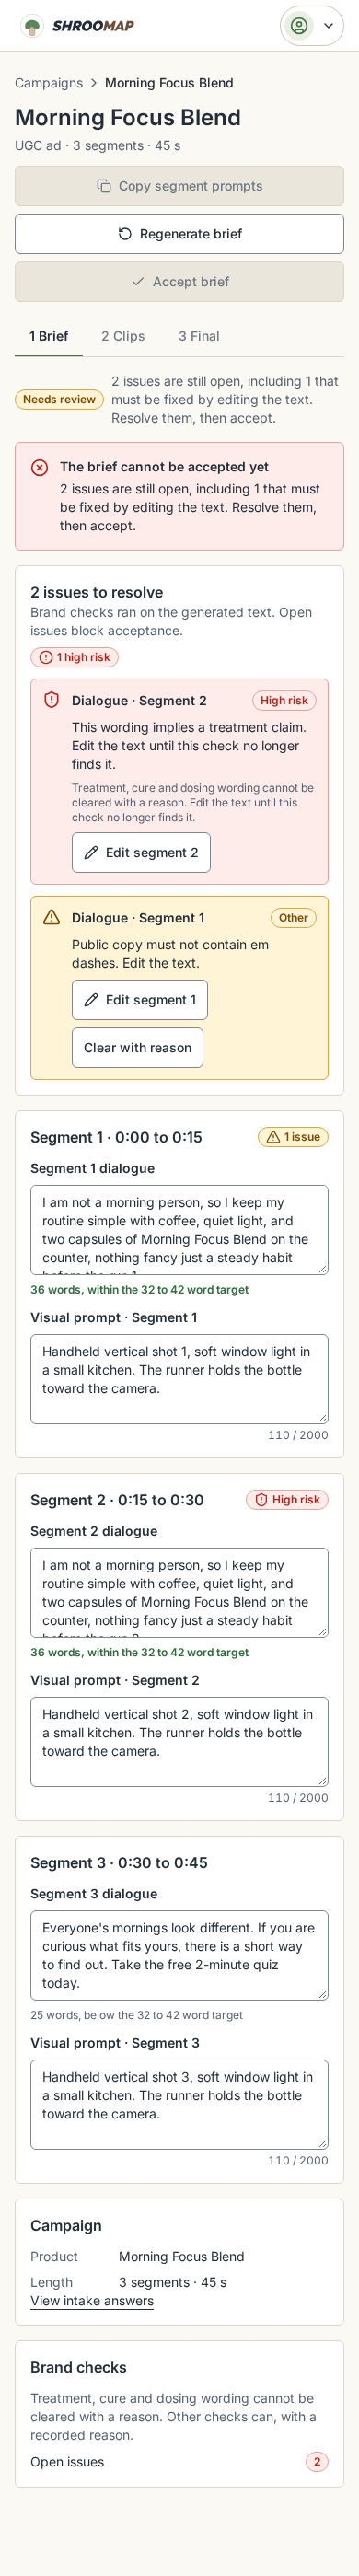 SHROOMAP
Campaigns > Morning Focus Blend
Morning Focus Blend
UGC ad · 3 segments · 45 s
Copy segment prompts
Regenerate brief
Accept brief
1 Brief 2 Clips 3 Final
Needs review
2 issues are still open, including 1 that
must be fixed by editing the text.
Resolve them, then accept.
The brief cannot be accepted yet
2 issues are still open, including 1 that
must be fixed by editing the text. Resolve them,
then accept.
2 issues to resolve
Brand checks ran on the generated text. Open
issues block acceptance.
1 high risk
Dialogue · Segment 2 High risk
This wording implies a treatment claim.
Edit the text until this check no longer
finds it.
Treatment, cure and dosing wording cannot be
cleared with a reason. Edit the text until this
check no longer finds it.
Edit segment 2
Dialogue · Segment 1 Other
Public copy must not contain em
dashes. Edit the text.
Edit segment 1
Clear with reason
Segment 1 · 0:00 to 0:15 1 issue
Segment 1 dialogue
I am not a morning person, so I keep my
routine simple with coffee, quiet light, and
two capsules of Morning Focus Blend on the
counter, nothing fancy just a steady habit
before the run 1.
36 words, within the 32 to 42 word target
Visual prompt · Segment 1
Handheld vertical shot 1, soft window light in
a small kitchen. The runner holds the bottle
toward the camera.
110 / 2000
Segment 2 · 0:15 to 0:30 High risk
Segment 2 dialogue
I am not a morning person, so I keep my
routine simple with coffee, quiet light, and
two capsules of Morning Focus Blend on the
counter, nothing fancy just a steady habit
before the run 2.
36 words, within the 32 to 42 word target
Visual prompt · Segment 2
Handheld vertical shot 2, soft window light in
a small kitchen. The runner holds the bottle
toward the camera.
110 / 2000
Segment 3 · 0:30 to 0:45
Segment 3 dialogue
Everyone's mornings look different. If you are
curious what fits yours, there is a short way
to find out. Take the free 2-minute quiz
today.
25 words, below the 32 to 42 word target
Visual prompt · Segment 3
Handheld vertical shot 3, soft window light in
a small kitchen. The runner holds the bottle
toward the camera.
110 / 2000
Campaign
Product Morning Focus Blend
Length 3 segments · 45 s
View intake answers
Brand checks
Treatment, cure and dosing wording cannot be
cleared with a reason. Other checks can, with a
recorded reason.
Open issues 2